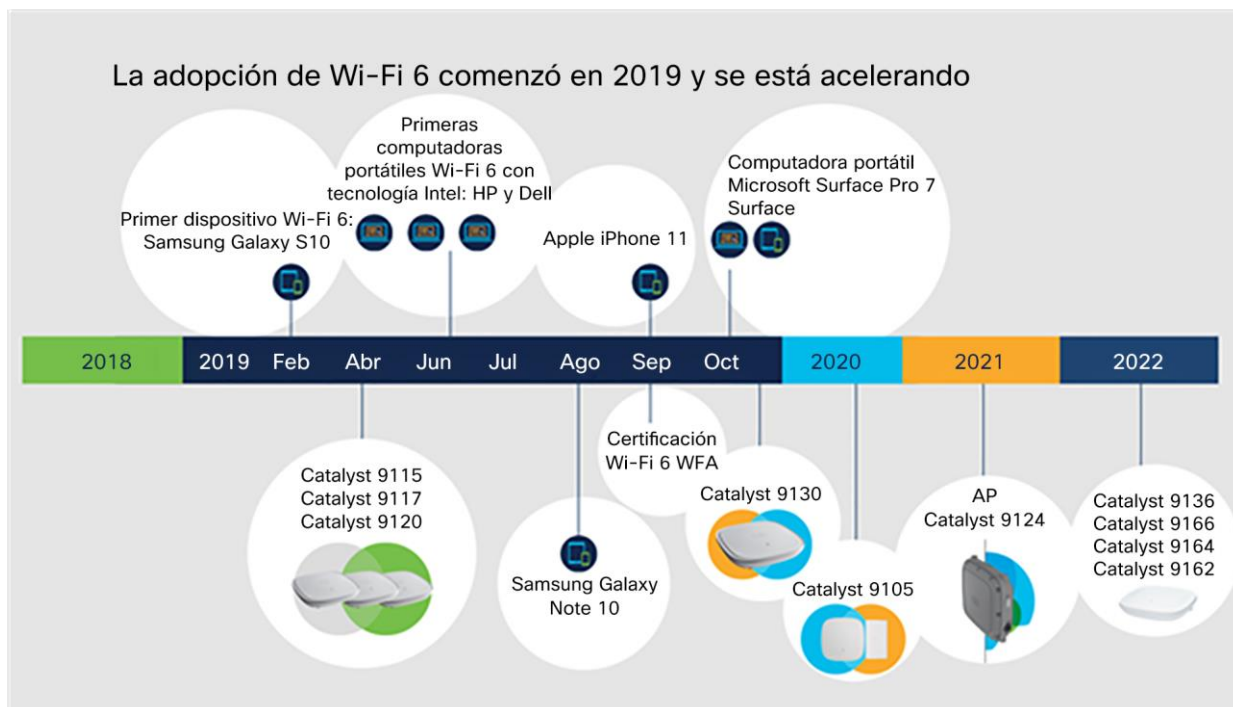 La adopción de Wi-Fi 6 comenzó en 2019 y se está acelerando
Primer dispositivo Wi-Fi 6:
Samsung Galaxy S10
Primeras
computadoras
portátiles Wi-Fi 6 con
tecnología Intel: HP y Dell
Apple iPhone 11
Computadora portátil
Microsoft Surface Pro 7
Surface
2018 2019 Feb Abr Jun Jul Ago Sep Oct 2020 2021 2022
Catalyst 9115
Catalyst 9117
Catalyst 9120
Samsung Galaxy
Note 10
Certificación
Wi-Fi 6 WFA
Catalyst 9130
Catalyst 9105
AP
Catalyst 9124
Catalyst 9136
Catalyst 9166
Catalyst 9164
Catalyst 9162